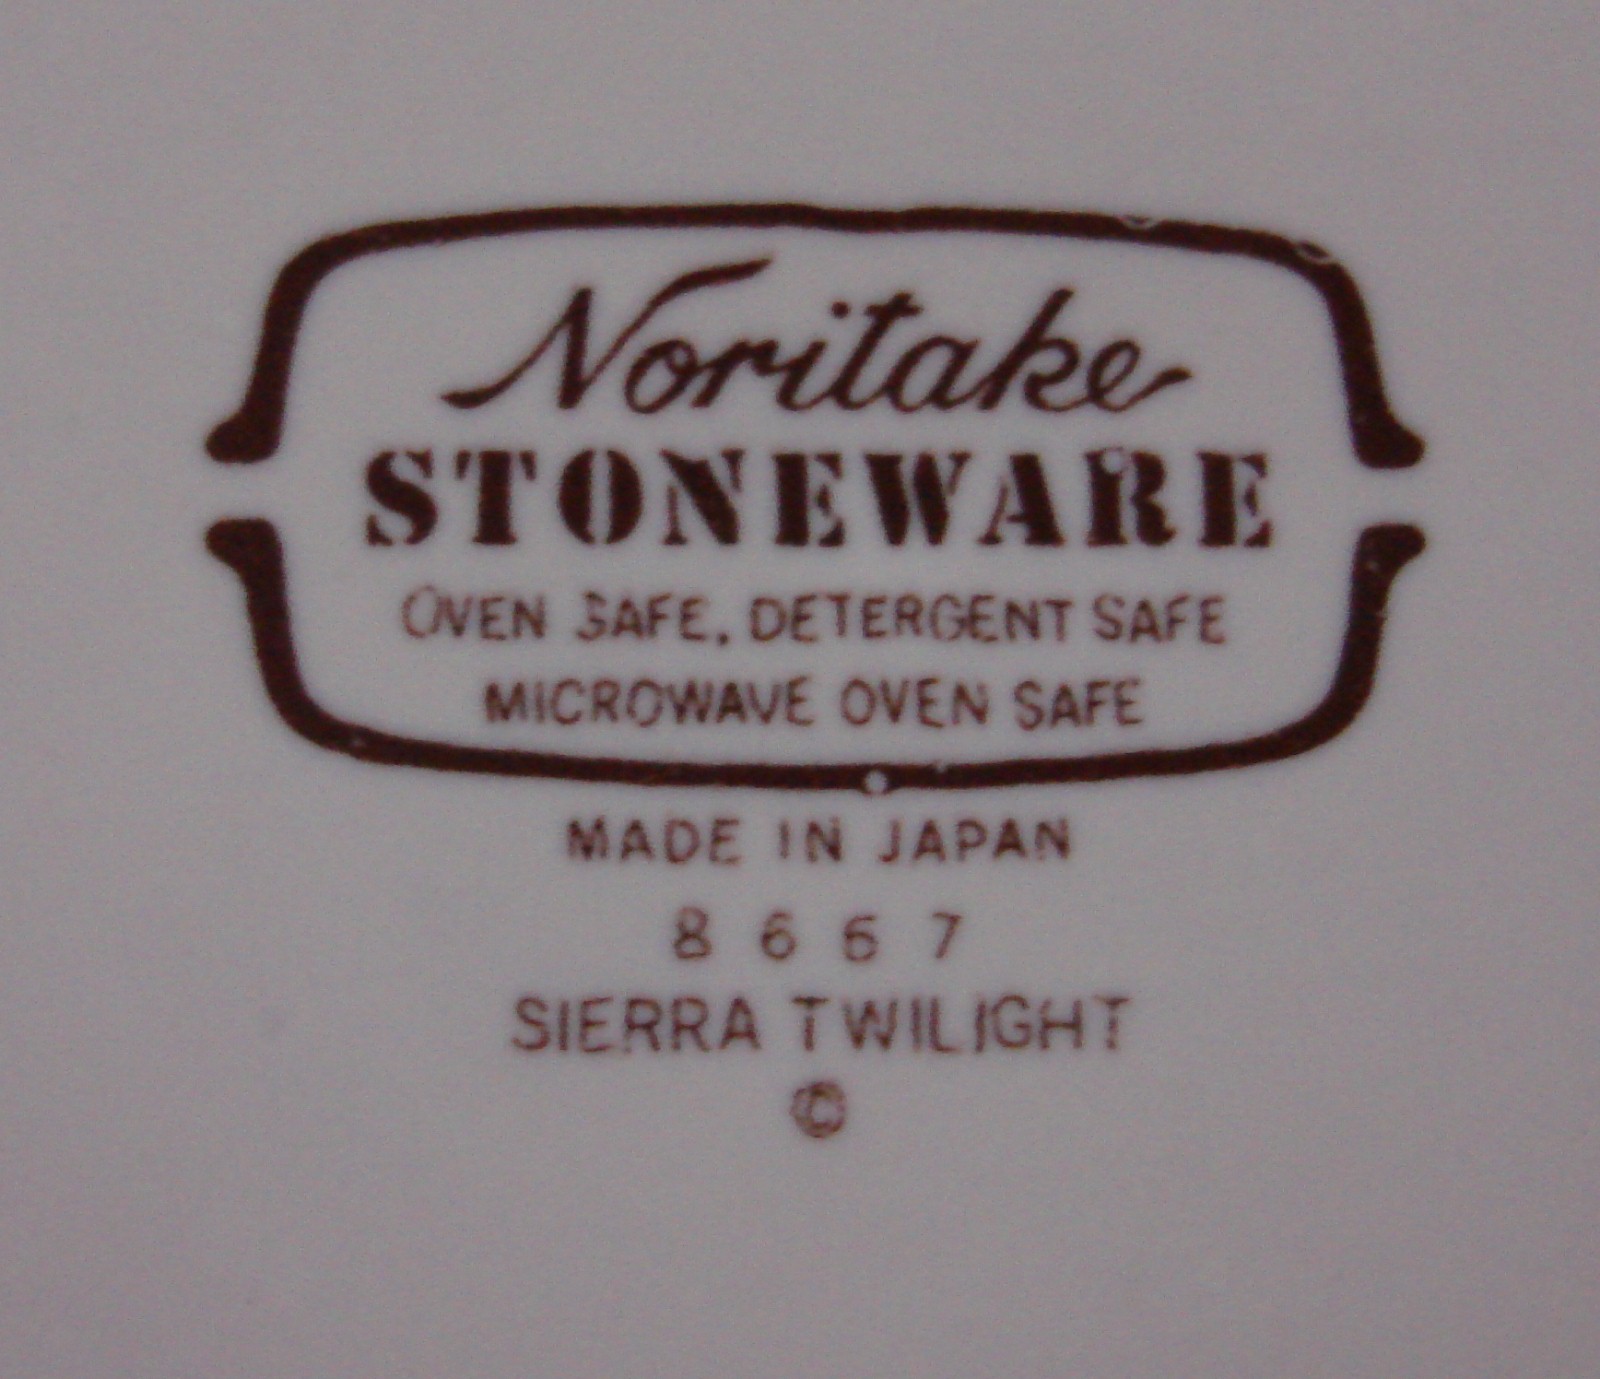 Noritake
STONEWARE
OVEN SAFE, DETERGENT SAFE
MICROWAVE OVEN SAFE
MADE IN JAPAN
8667
SIERRA TWILIGHT
©